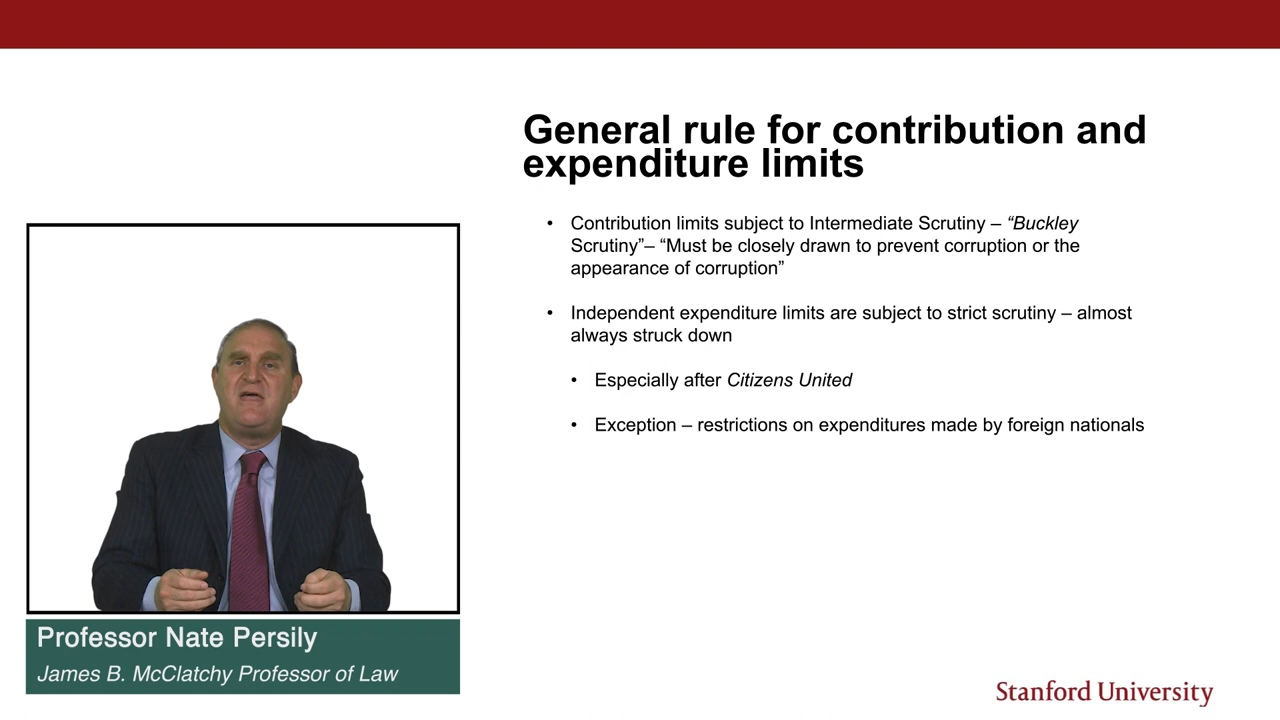 General rule for contribution and
expenditure limits
• Contribution limits subject to Intermediate Scrutiny – “Buckley
Scrutiny”– “Must be closely drawn to prevent corruption or the
appearance of corruption”
• Independent expenditure limits are subject to strict scrutiny – almost
always struck down
• Especially after Citizens United
• Exception – restrictions on expenditures made by foreign nationals
Professor Nate Persily
James B. McClatchy Professor of Law
Stanford University